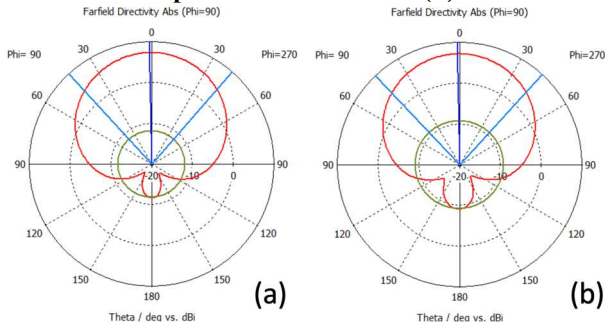 Farfield Directivity Abs (Phi=90)
0
Phi= 90 30 30 Phi=270
60 60
90 -20 -10 0 90
120 120
150 150
180
(a)
Theta / deg vs. dBi
Farfield Directivity Abs (Phi=90)
0
Phi= 90 30 30 Phi=270
60 60
90 -20 -10 0 90
120 120
150 150
180
(b)
Theta / deg vs. dBi